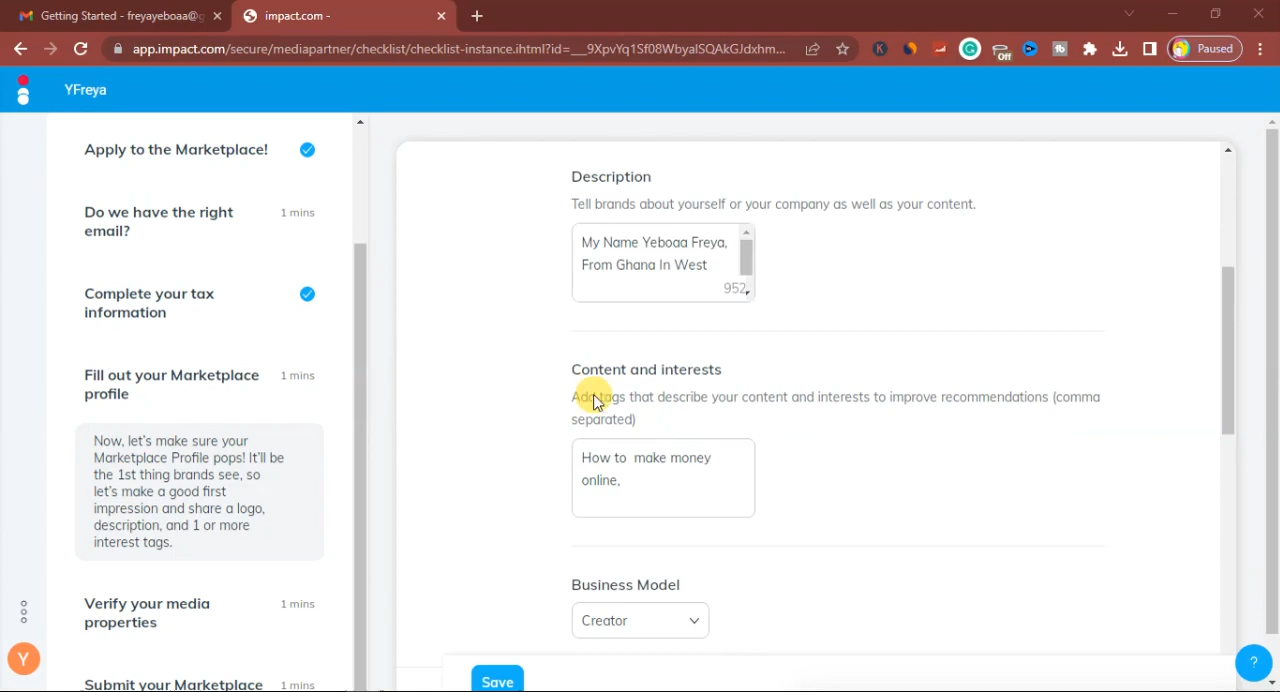 Getting Started - freyayeboaa@g
impact.com -
app.impact.com/secure/mediapartner/checklist/checklist-instance.ihtml?id=__9XpvYq1Sf08WbyalSQAkGJdxhm...
Off
Paused
YFreya
Apply to the Marketplace!
Do we have the right
email?
1 mins
Complete your tax
information
Fill out your Marketplace
profile
1 mins
Now, let's make sure your
Marketplace Profile pops! It'll be
the 1st thing brands see, so
let's make a good first
impression and share a logo,
description, and 1 or more
interest tags.
Verify your media
properties
1 mins
Submit your Marketplace
1 mins
Y
Description
Tell brands about yourself or your company as well as your content.
My Name Yeboaa Freya,
From Ghana In West
952
Content and interests
Add tags that describe your content and interests to improve recommendations (comma
separated)
How to make money
online,
Business Model
Creator
Save
?